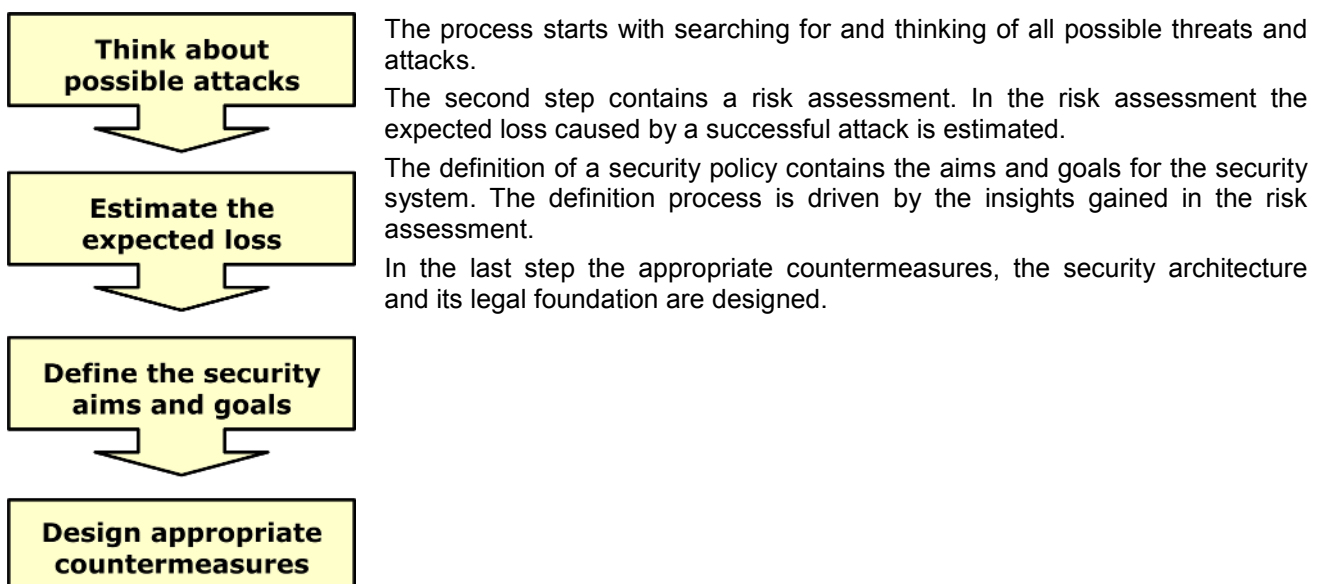 Think about
possible attacks
Estimate the
expected loss
Define the security
aims and goals
Design appropriate
countermeasures
The process starts with searching for and thinking of all possible threats and
attacks.
The second step contains a risk assessment. In the risk assessment the
expected loss caused by a successful attack is estimated.
The definition of a security policy contains the aims and goals for the security
system. The definition process is driven by the insights gained in the risk
assessment.
In the last step the appropriate countermeasures, the security architecture
and its legal foundation are designed.